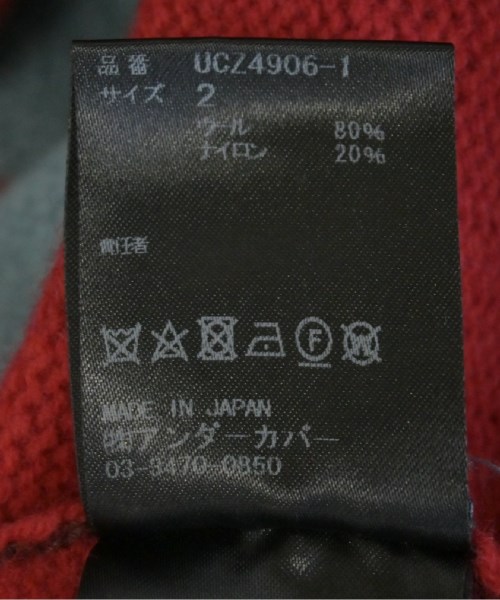 品番 UCZ4906-1
サイズ 2
ウール 80%
ナイロン 20%
責任者
F W
MADE IN JAPAN
㈱アンダーカバー
03-3470-0850